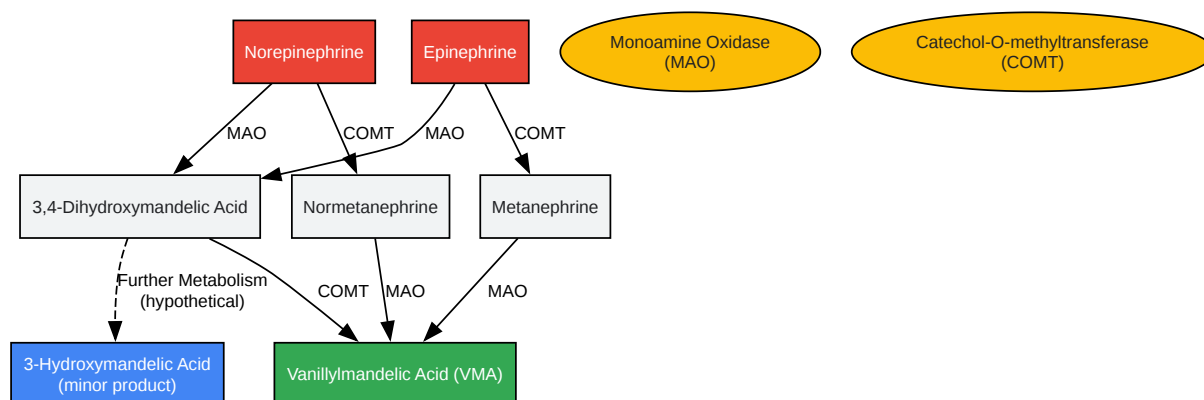 Norepinephrine
Epinephrine
Monoamine Oxidase
(MAO)
Catechol-O-methyltransferase
(COMT)
MAO
COMT
MAO
COMT
3,4-Dihydroxymandelic Acid
Normetanephrine
Metanephrine
Further Metabolism
(hypothetical)
COMT
MAO
MAO
3-Hydroxymandelic Acid
(minor product)
Vanillylmandelic Acid (VMA)